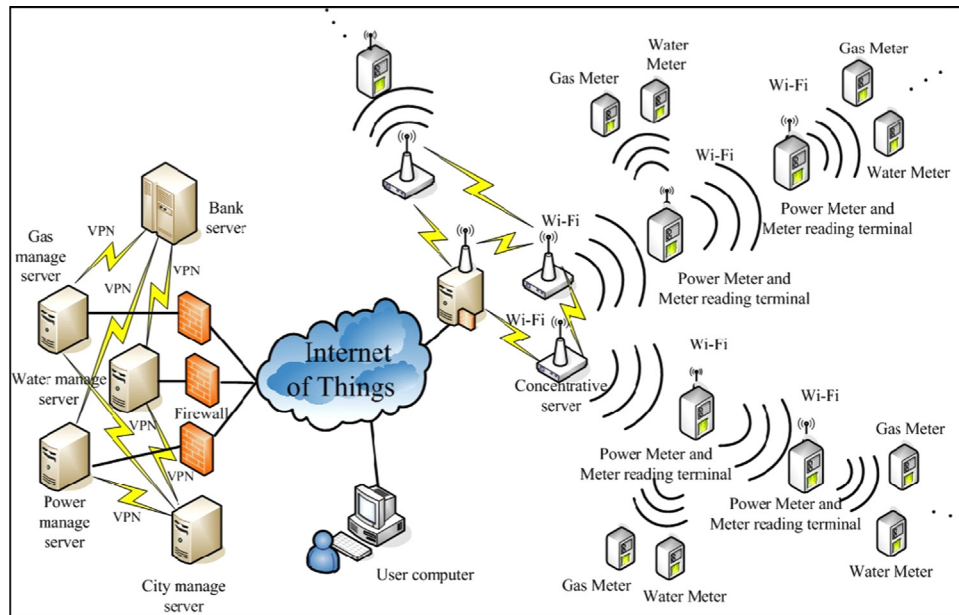 Water
Meter
Gas Meter
Gas Meter
Wi-Fi
Wi-Fi
Water Meter
Power Meter and
Meter reading terminal
Bank
server
VPN
Gas
manage
server
VPN
VPN
Wi-Fi
Power Meter and
Meter reading terminal
Wi-Fi
Internet
of Things
Water manage
server
Firewall
Concentrative
server
Wi-Fi
VPN
Wi-Fi
Gas Meter
VPN
Power Meter and
Meter reading terminal
Power Meter and
Meter reading terminal
Power
manage
server
VPN
User computer
Gas Meter
Water Meter
Water Meter
City manage
server